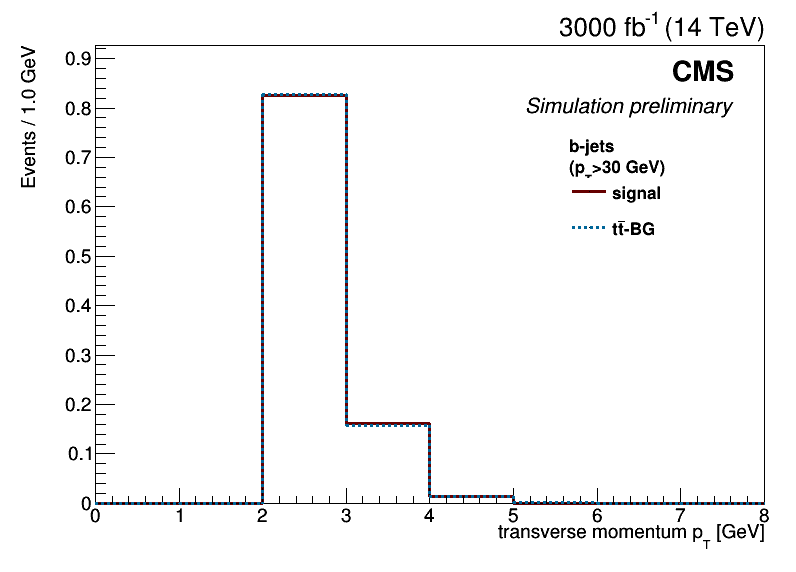 3000 fb⁻¹ (14 TeV)
Events / 1.0 GeV
CMS
Simulation preliminary
b-jets
(p_T>30 GeV)
signal
tt̄-BG
0.9
0.8
0.7
0.6
0.5
0.4
0.3
0.2
0.1
0
0 1 2 3 4 5 6 7 8
transverse momentum p_T [GeV]